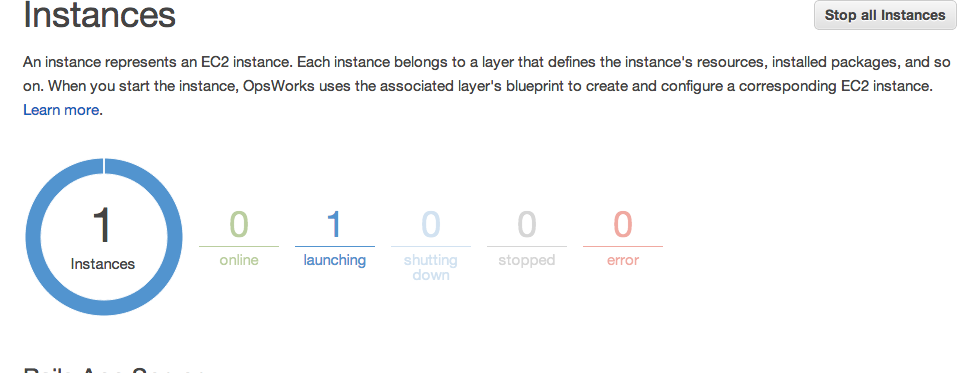 Instances
Stop all Instances
An instance represents an EC2 instance. Each instance belongs to a layer that defines the instance's resources, installed packages, and so
on. When you start the instance, OpsWorks uses the associated layer's blueprint to create and configure a corresponding EC2 instance.
Learn more.
1
Instances
0
online
1
launching
0
shutting
down
0
stopped
0
error
Rails App Server